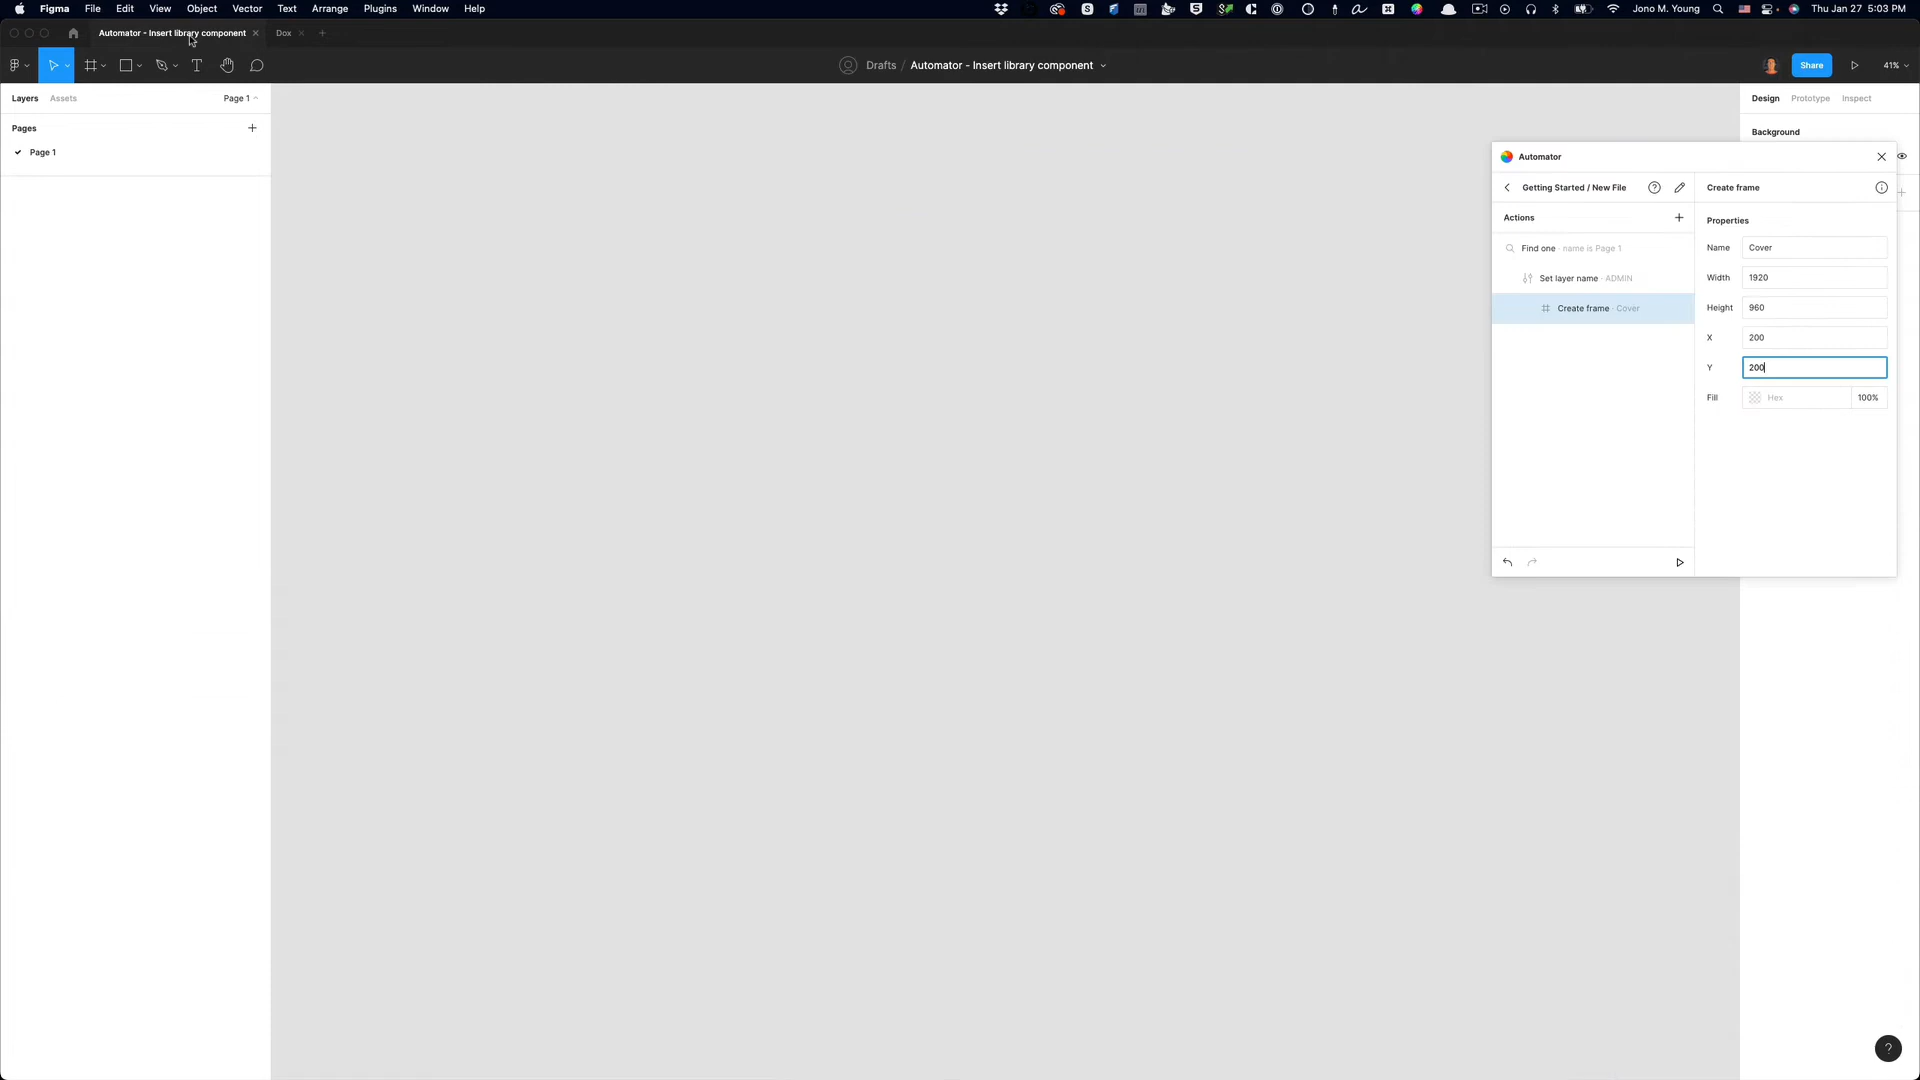 Figma File Edit View Object Vector Text Arrange Plugins Window Help Jono M. Young Thu Jan 27 5:03 PM
Automator - Insert library component Dox
Drafts / Automator - Insert library component Share 41%
Layers Assets Page 1
Design Prototype Inspect
Pages
Background
Page 1
Automator
Getting Started / New File
Create frame
Actions
Properties
Find one · name is Page 1
Name Cover
Set layer name · ADMIN
Width 1920
Create frame · Cover
Height 960
X 200
Y 200
Fill Hex 100%
?